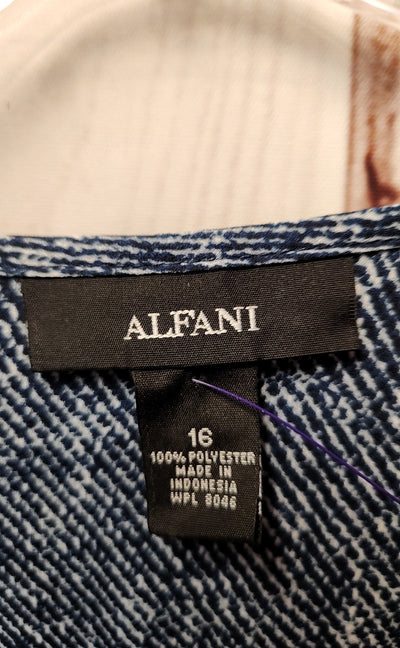 ALFANI
16
100% POLYESTER
MADE IN
INDONESIA
WPL 8046